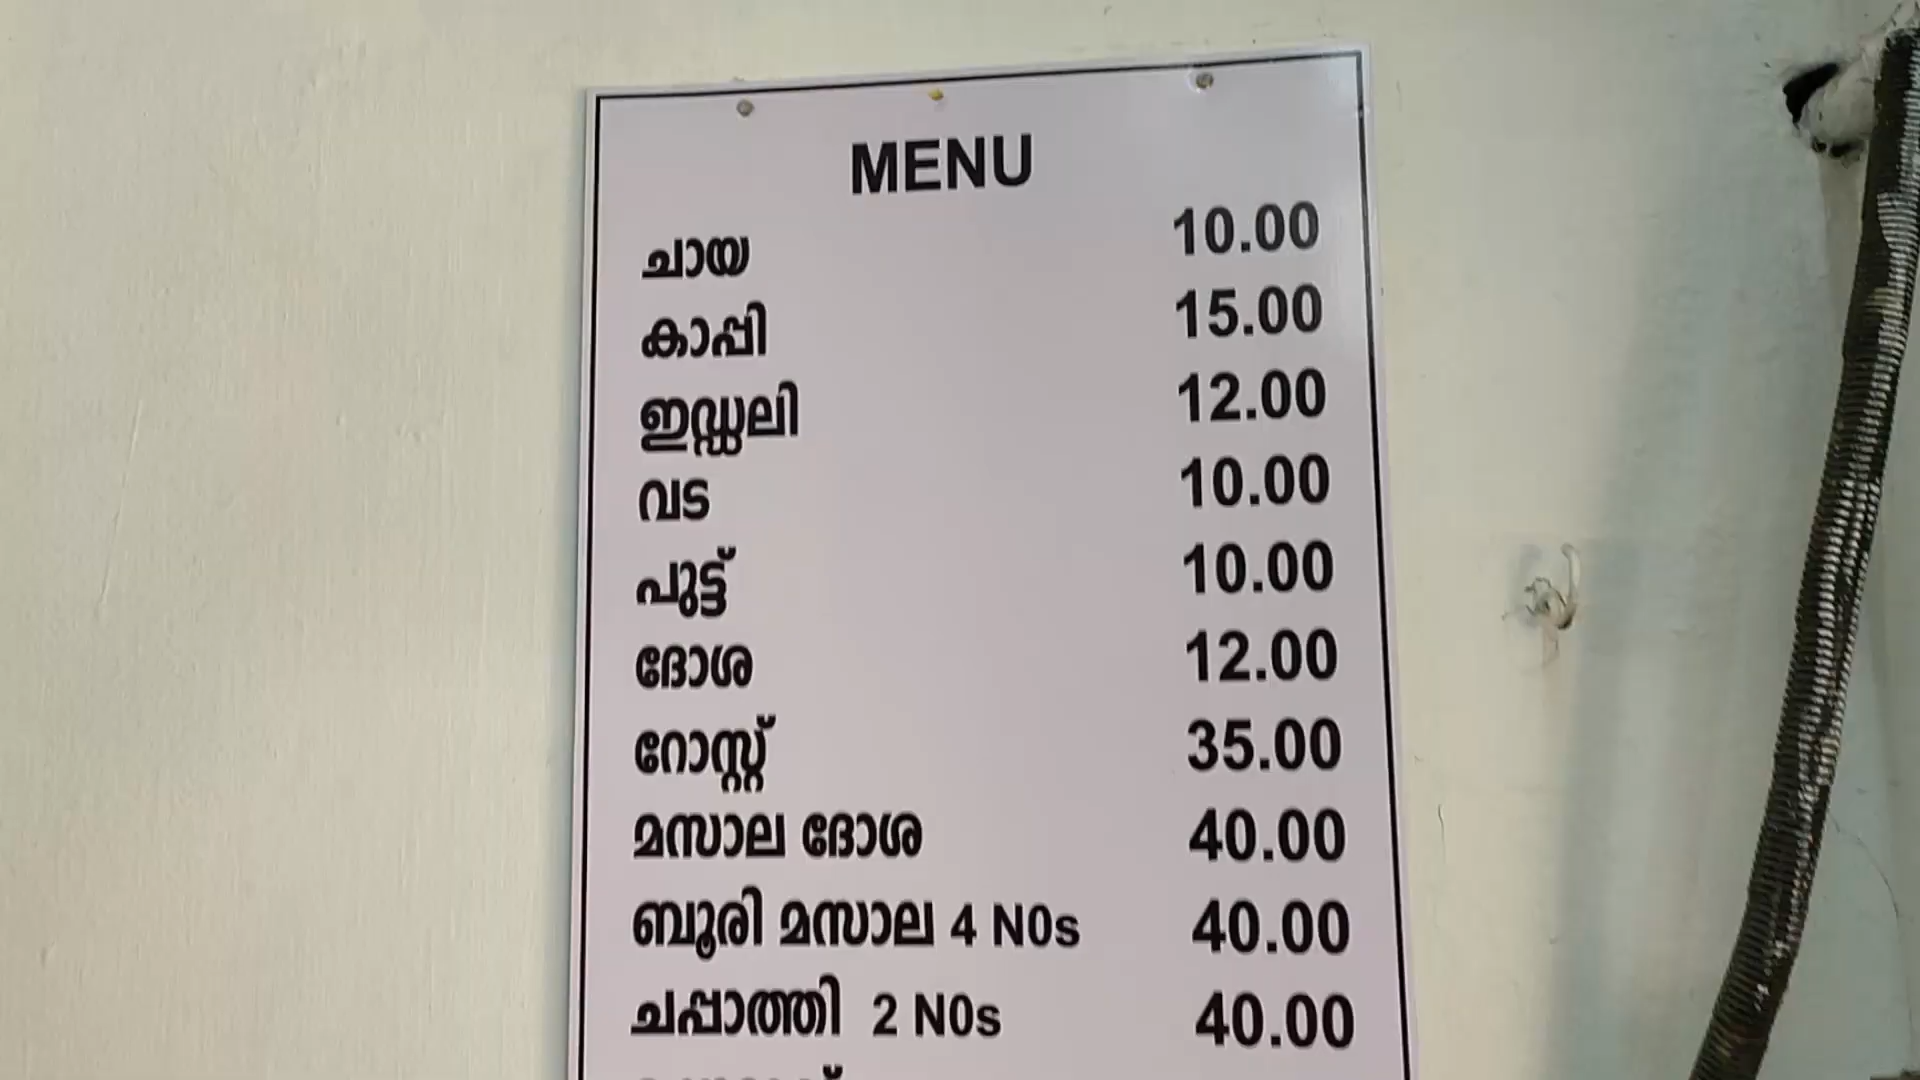 MENU
ചായ 10.00
കാപ്പി 15.00
ഇഡ്ഡലി 12.00
വട 10.00
പുട്ട് 10.00
ദോശ 12.00
റോസ്റ്റ് 35.00
മസാല ദോശ 40.00
ബൂരി മസാല 4 N0s 40.00
ചപ്പാത്തി 2 N0s 40.00